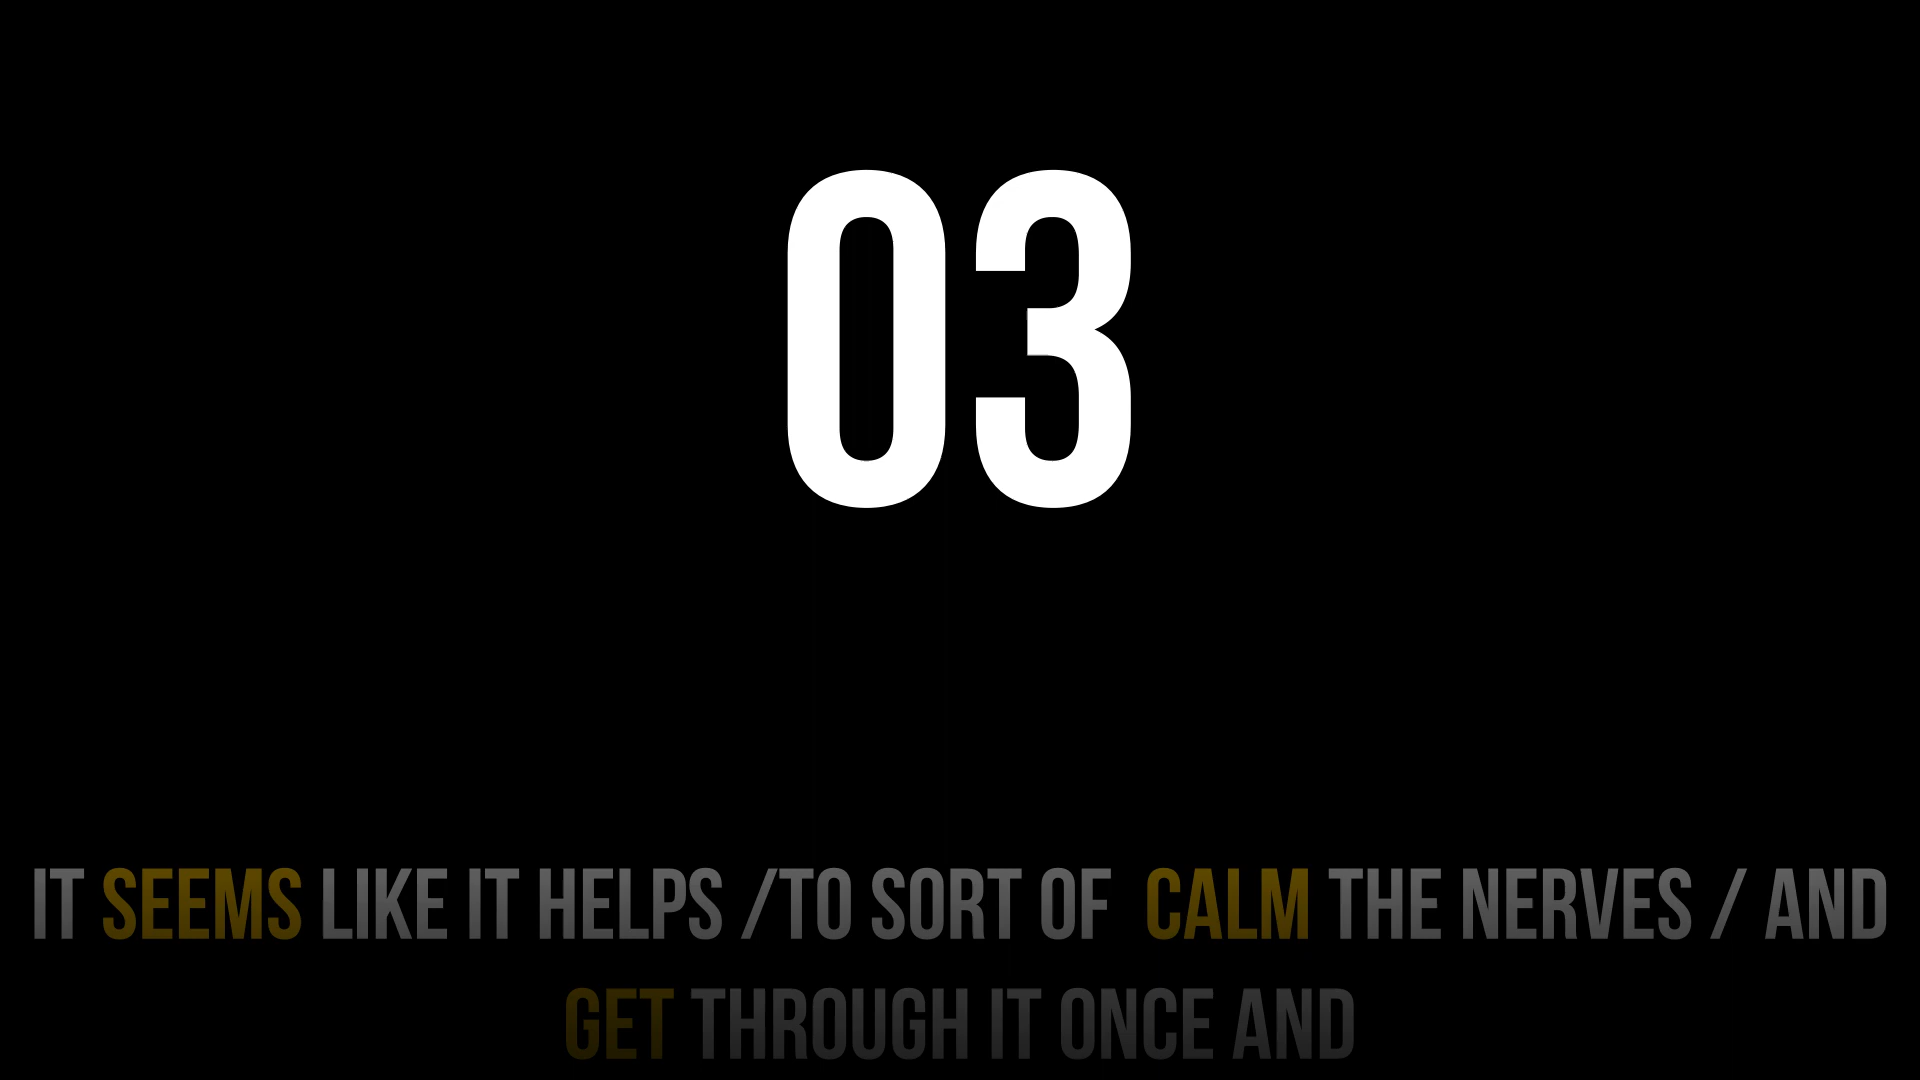 03
IT SEEMS LIKE IT HELPS /TO SORT OF  CALM THE NERVES / AND
GET THROUGH IT ONCE AND